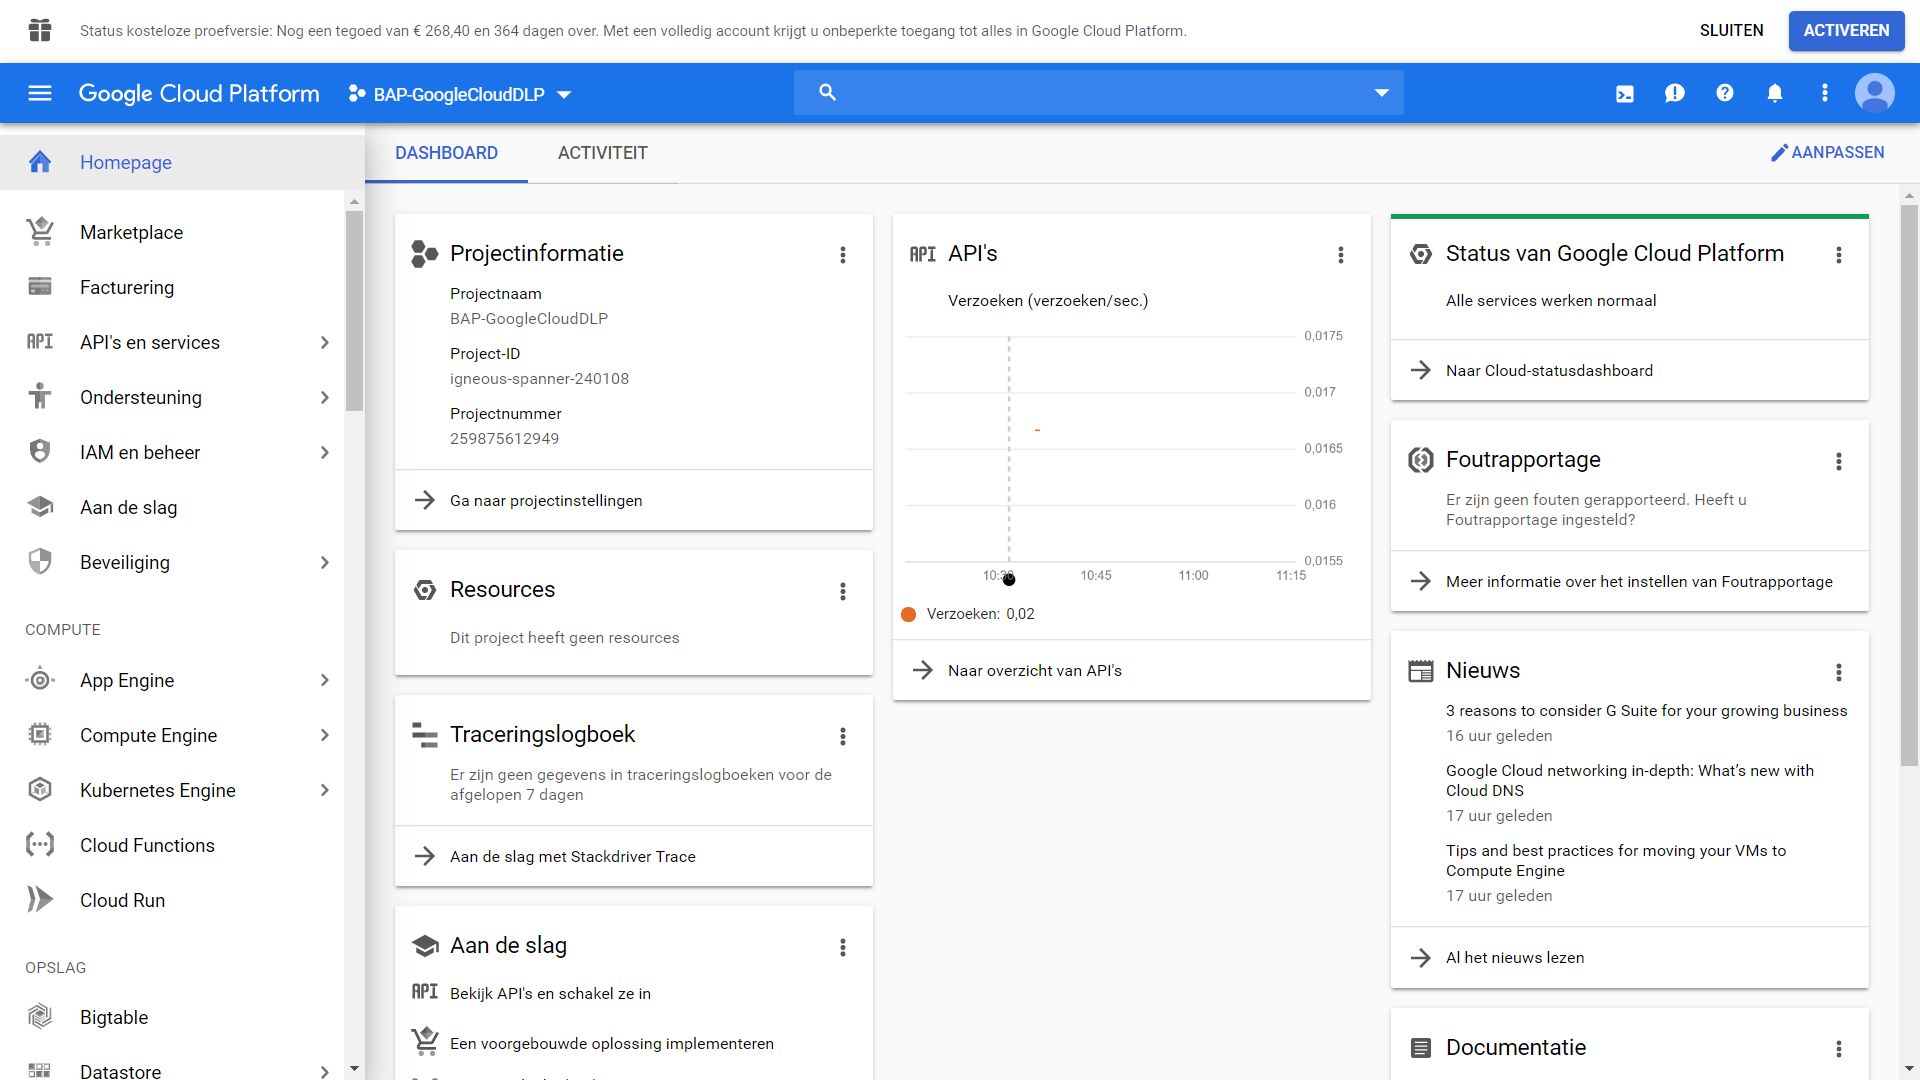 Status kosteloze proefversie: Nog een tegoed van € 268,40 en 364 dagen over. Met een volledig account krijgt u onbeperkte toegang tot alles in Google Cloud Platform.
SLUITEN
ACTIVEREN
Google Cloud Platform
BAP-GoogleCloudDLP
Homepage
Marketplace
Facturering
API API's en services
Ondersteuning
IAM en beheer
Aan de slag
Beveiliging
COMPUTE
App Engine
Compute Engine
Kubernetes Engine
Cloud Functions
Cloud Run
OPSLAG
Bigtable
Datastore
DASHBOARD
ACTIVITEIT
AANPASSEN
Projectinformatie
Projectnaam
BAP-GoogleCloudDLP
Project-ID
igneous-spanner-240108
Projectnummer
259875612949
Ga naar projectinstellingen
Resources
Dit project heeft geen resources
Traceringslogboek
Er zijn geen gegevens in traceringslogboeken voor de
afgelopen 7 dagen
Aan de slag met Stackdriver Trace
Aan de slag
API Bekijk API's en schakel ze in
Een voorgebouwde oplossing implementeren
API API's
Verzoeken (verzoeken/sec.)
0,0175
0,017
0,0165
0,016
0,0155
10:30 10:45 11:00 11:15
Verzoeken: 0,02
Naar overzicht van API's
Status van Google Cloud Platform
Alle services werken normaal
Naar Cloud-statusdashboard
Foutrapportage
Er zijn geen fouten gerapporteerd. Heeft u
Foutrapportage ingesteld?
Meer informatie over het instellen van Foutrapportage
Nieuws
3 reasons to consider G Suite for your growing business
16 uur geleden
Google Cloud networking in-depth: What’s new with
Cloud DNS
17 uur geleden
Tips and best practices for moving your VMs to
Compute Engine
17 uur geleden
Al het nieuws lezen
Documentatie